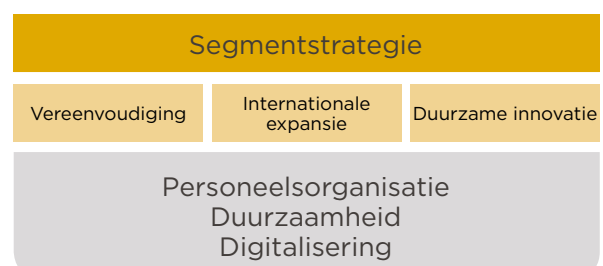 Segmentstrategie
Vereenvoudiging
Internationale
expansie
Duurzame innovatie
Personeelsorganisatie
Duurzaamheid
Digitalisering